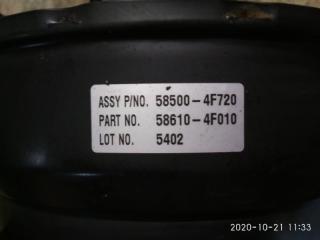 ASSY P/NO. 58500-4F720
PART NO. 58610-4F010
LOT NO. 5402
2020-10-21 11:33